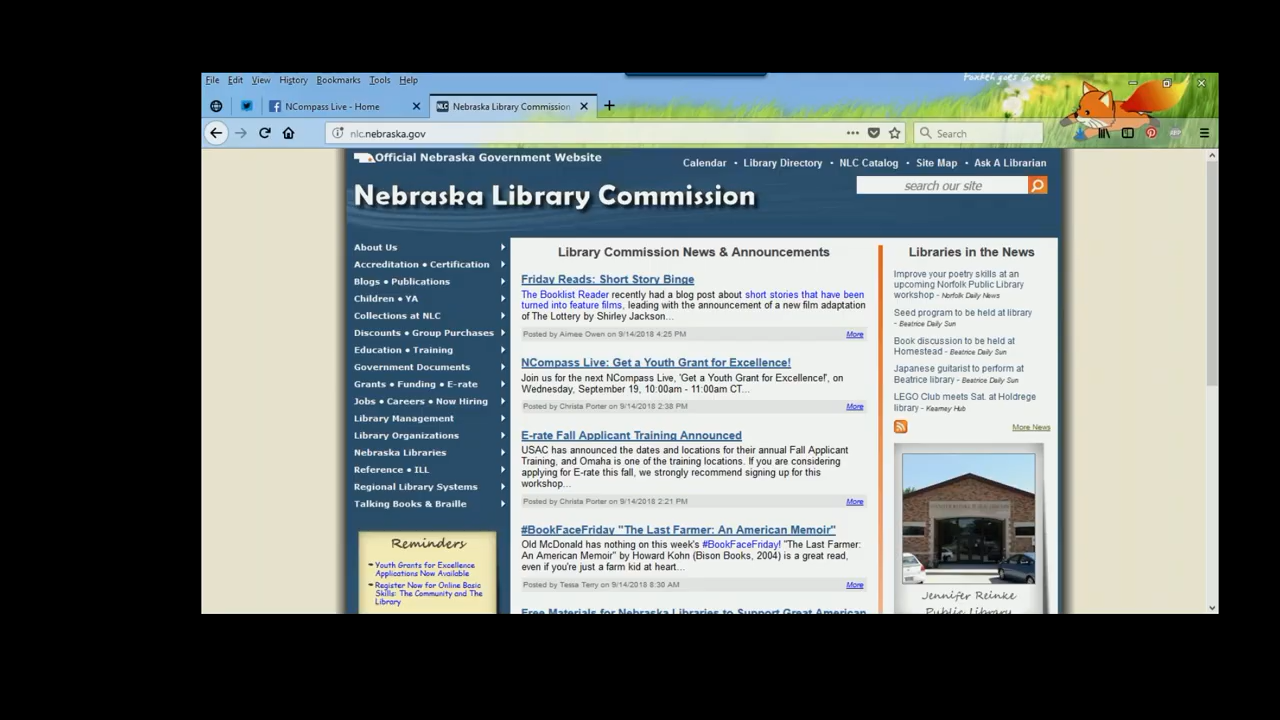 Foxkeh goes Green
File Edit View History Bookmarks Tools Help
NCompass Live - Home
Nebraska Library Commission
nlc.nebraska.gov
Search
Official Nebraska Government Website
Calendar • Library Directory • NLC Catalog • Site Map • Ask A Librarian
search our site
Nebraska Library Commission
About Us
Accreditation • Certification
Blogs • Publications
Children • YA
Collections at NLC
Discounts • Group Purchases
Education • Training
Government Documents
Grants • Funding • E-rate
Jobs • Careers • Now Hiring
Library Management
Library Organizations
Nebraska Libraries
Reference • ILL
Regional Library Systems
Talking Books & Braille
Reminders
Youth Grants for Excellence
Applications Now Available
Register Now for Online Basic
Skills: The Community and The
Library
Library Commission News & Announcements
Friday Reads: Short Story Binge
The Booklist Reader recently had a blog post about short stories that have been
turned into feature films, leading with the announcement of a new film adaptation
of The Lottery by Shirley Jackson...
Posted by Aimee Owen on 9/14/2018 4:25 PM More
NCompass Live: Get a Youth Grant for Excellence!
Join us for the next NCompass Live, 'Get a Youth Grant for Excellence!', on
Wednesday, September 19, 10:00am - 11:00am CT...
Posted by Christa Porter on 9/14/2018 2:38 PM More
E-rate Fall Applicant Training Announced
USAC has announced the dates and locations for their annual Fall Applicant
Training, and Omaha is one of the training locations. If you are considering
applying for E-rate this fall, we strongly recommend signing up for this
workshop...
Posted by Christa Porter on 9/14/2018 2:21 PM More
#BookFaceFriday "The Last Farmer: An American Memoir"
Old McDonald has nothing on this week's #BookFaceFriday! "The Last Farmer:
An American Memoir" by Howard Kohn (Bison Books, 2004) is a great read,
even if you're just a farm kid at heart...
Posted by Tessa Terry on 9/14/2018 8:30 AM More
Free Materials for Nebraska Libraries to Support Great American
Libraries in the News
Improve your poetry skills at an
upcoming Norfolk Public Library
workshop - Norfolk Daily News
Seed program to be held at library
- Beatrice Daily Sun
Book discussion to be held at
Homestead - Beatrice Daily Sun
Japanese guitarist to perform at
Beatrice library - Beatrice Daily Sun
LEGO Club meets Sat. at Holdrege
library - Kearney Hub
More News
Jennifer Reinke
Public Library